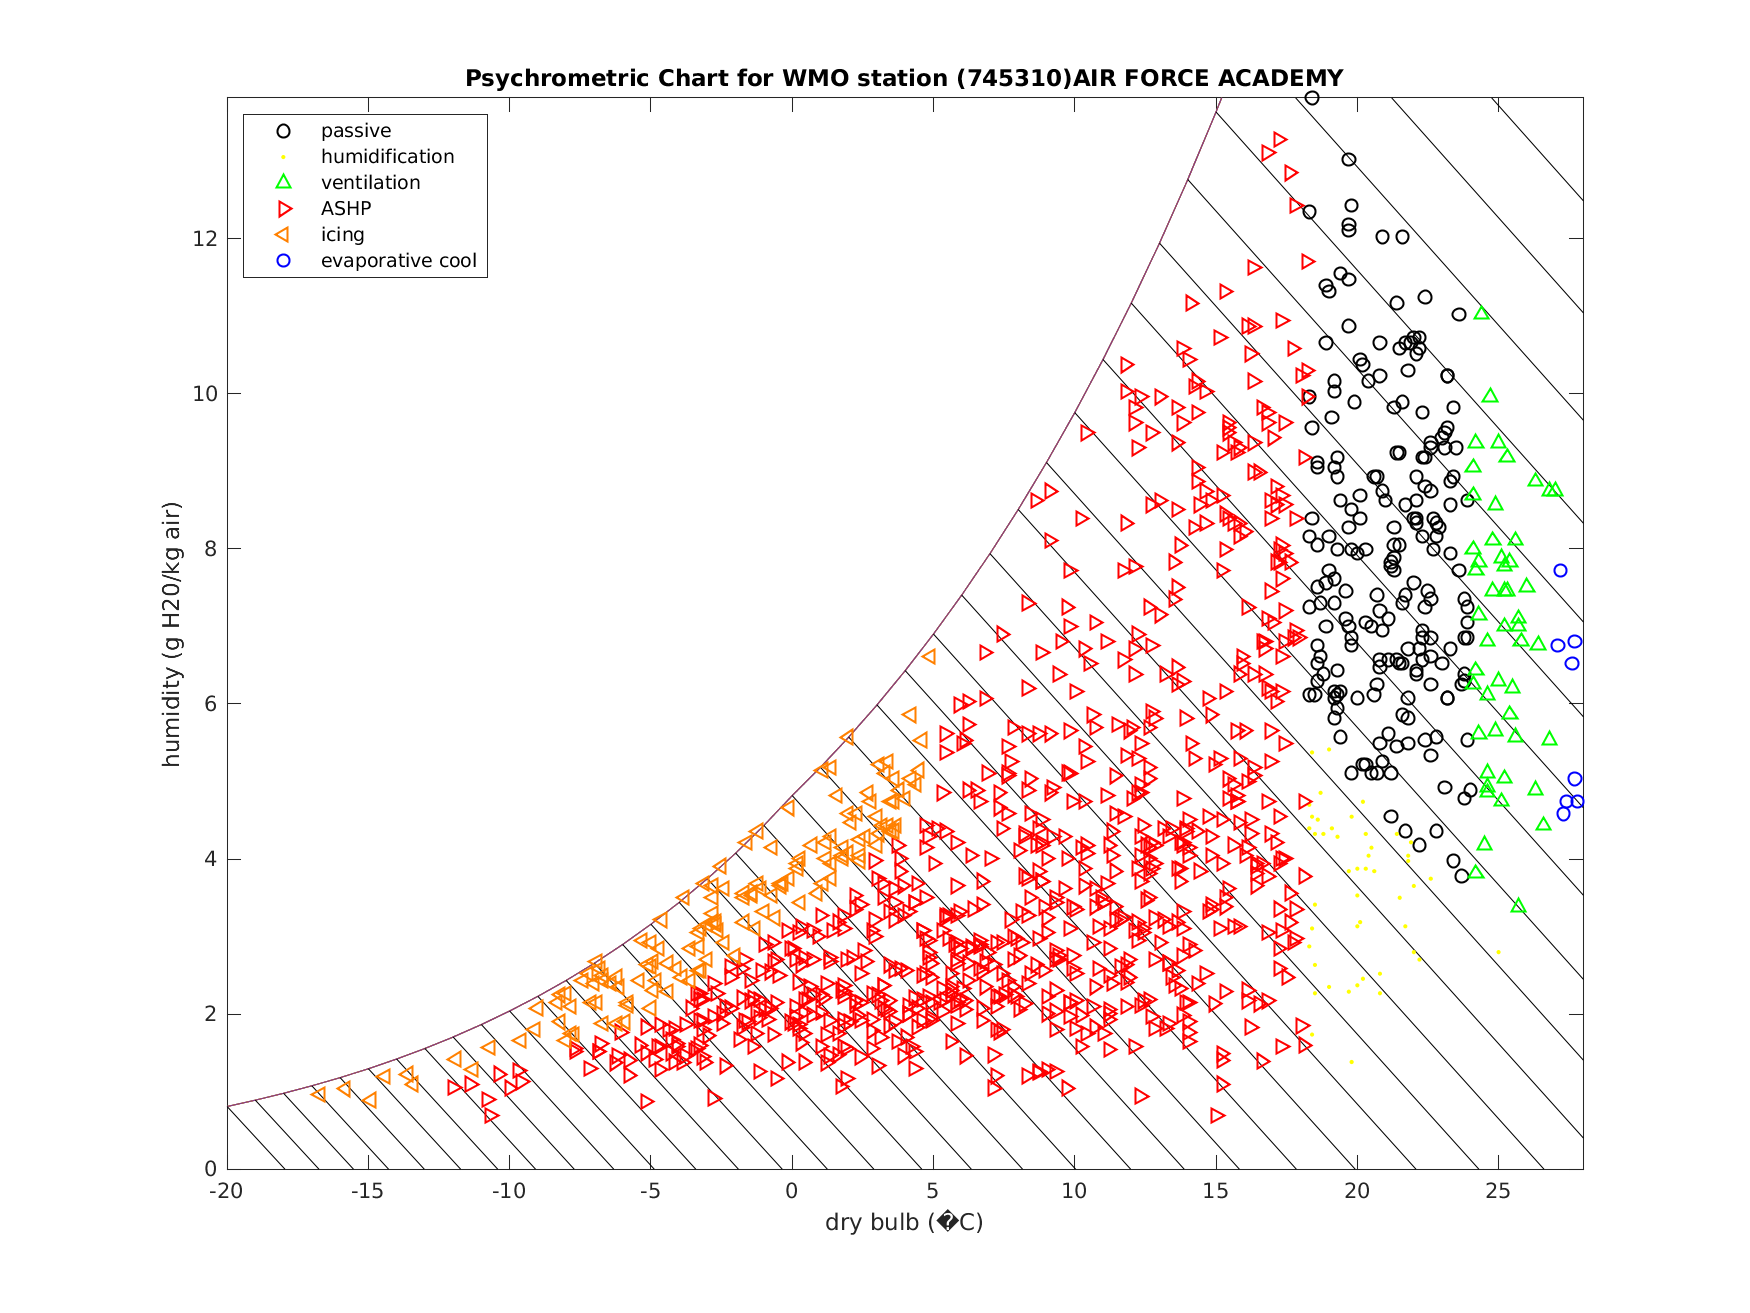 Psychrometric Chart for WMO station (745310)AIR FORCE ACADEMY
passive
humidification
ventilation
ASHP
icing
evaporative cool
humidity (g H20/kg air)
12
10
8
6
4
2
0
-20 -15 -10 -5 0 5 10 15 20 25
dry bulb (�C)